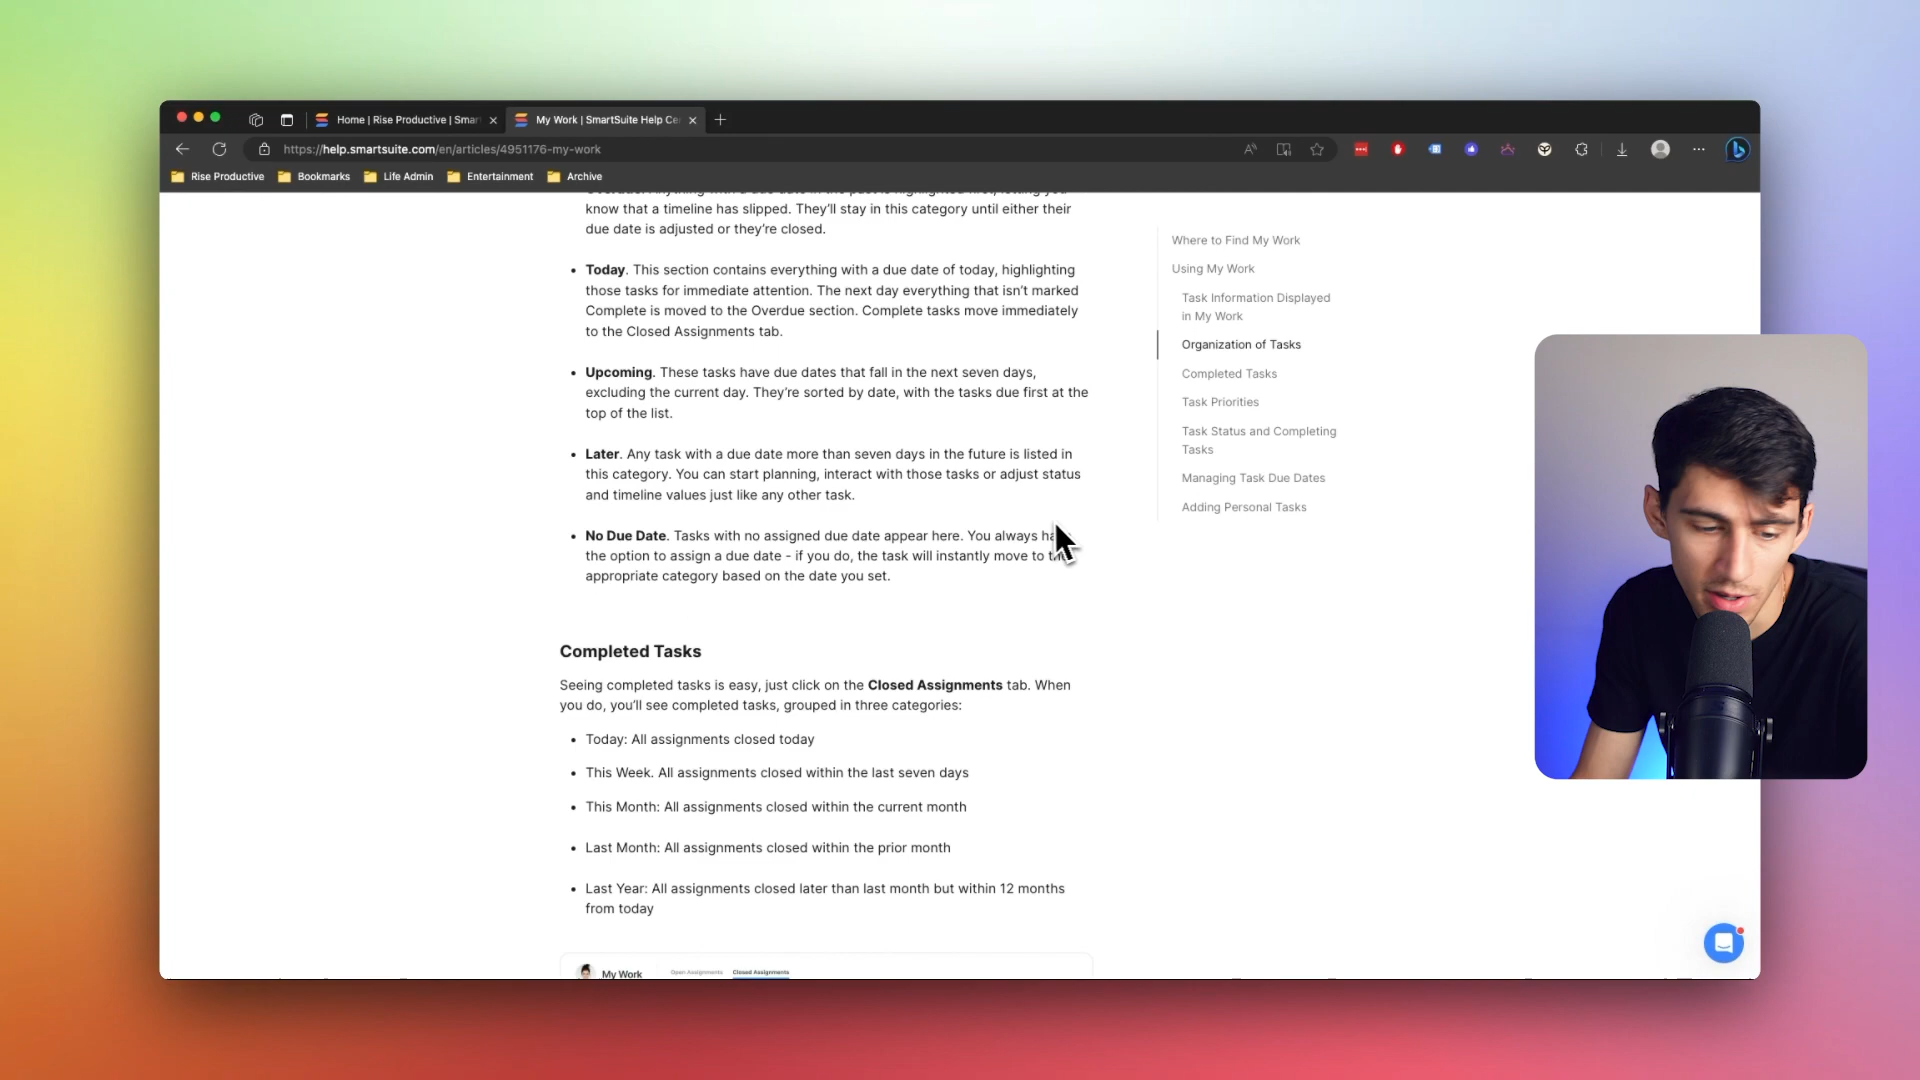 Home | Rise Productive | Smar
My Work | SmartSuite Help Ce
https://help.smartsuite.com/en/articles/4951176-my-work
Rise Productive
Bookmarks
Life Admin
Entertainment
Archive
know that a timeline has slipped. They’ll stay in this category until either their
due date is adjusted or they’re closed.
• Today. This section contains everything with a due date of today, highlighting
those tasks for immediate attention. The next day everything that isn’t marked
Complete is moved to the Overdue section. Complete tasks move immediately
to the Closed Assignments tab.
• Upcoming. These tasks have due dates that fall in the next seven days,
excluding the current day. They’re sorted by date, with the tasks due first at the
top of the list.
• Later. Any task with a due date more than seven days in the future is listed in
this category. You can start planning, interact with those tasks or adjust status
and timeline values just like any other task.
• No Due Date. Tasks with no assigned due date appear here. You always
the option to assign a due date - if you do, the task will instantly move to
appropriate category based on the date you set.
Completed Tasks
Seeing completed tasks is easy, just click on the Closed Assignments tab. When
you do, you’ll see completed tasks, grouped in three categories:
• Today: All assignments closed today
• This Week. All assignments closed within the last seven days
• This Month: All assignments closed within the current month
• Last Month: All assignments closed within the prior month
• Last Year: All assignments closed later than last month but within 12 months
from today
My Work
Open Assignments
Closed Assignments
Where to Find My Work
Using My Work
Task Information Displayed
in My Work
Organization of Tasks
Completed Tasks
Task Priorities
Task Status and Completing
Tasks
Managing Task Due Dates
Adding Personal Tasks